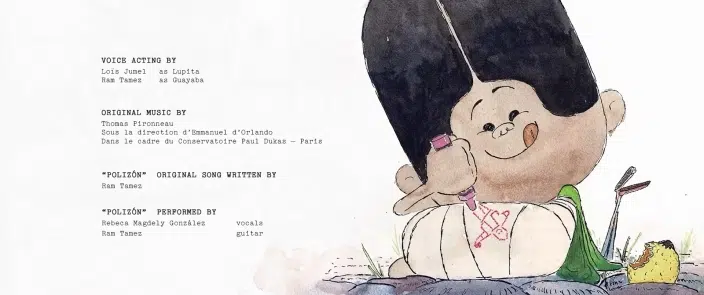 VOICE ACTING BY
Loïs Jumel as Lupita
Ram Tamez as Guayaba
ORIGINAL MUSIC BY
Thomas Pironneau
Sous la direction d'Emmanuel d'Orlando
Dans le cadre du Conservatoire Paul Dukas – Paris
"POLIZÓN" ORIGINAL SONG WRITTEN BY
Ram Tamez
"POLIZÓN" PERFORMED BY
Rebeca Magdely González vocals
Ram Tamez guitar